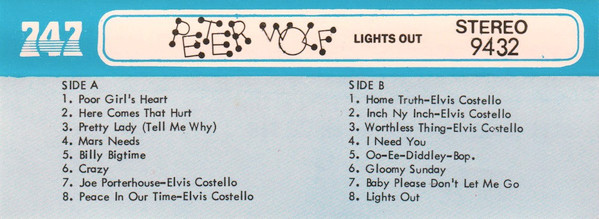 747
PETER WOLF
LIGHTS OUT
STEREO
9432
SIDE A
1. Poor Girl's Heart
2. Here Comes That Hurt
3. Pretty Lady (Tell Me Why)
4. Mars Needs
5. Billy Bigtime
6. Crazy
7. Joe Porterhouse-Elvis Costello
8. Peace In Our Time-Elvis Costello
SIDE B
1. Home Truth-Elvis Costello
2. Inch Ny Inch-Elvis Costello
3. Worthless Thing-Elvis Costello
4. I Need You
5. Oo-Ee-Diddley-Bop.
6. Gloomy Sunday
7. Baby Please Don't Let Me Go
8. Lights Out